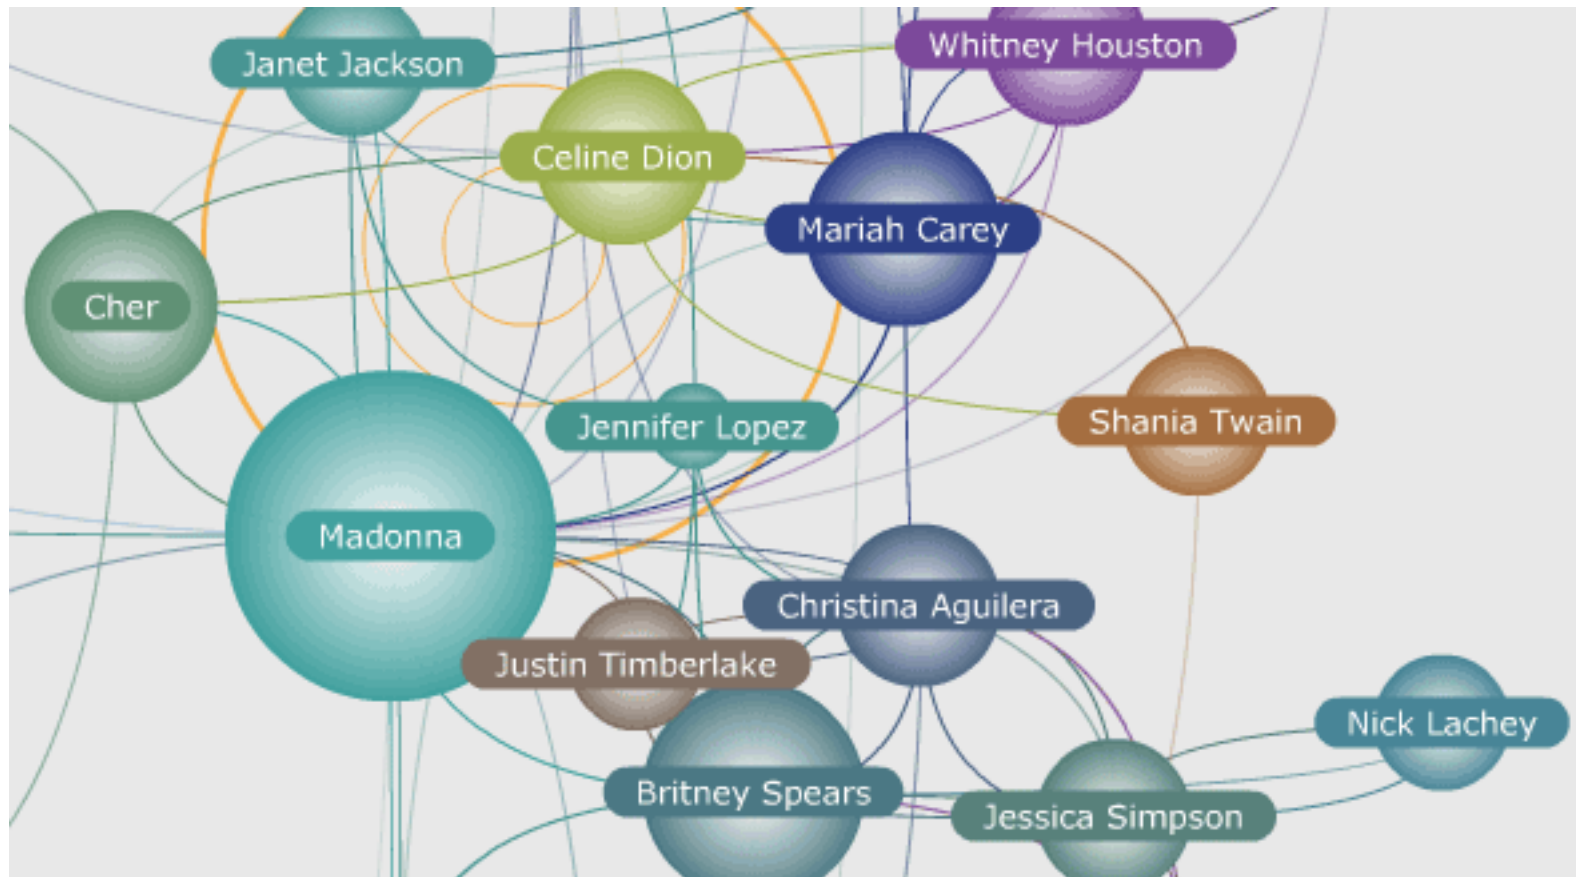 Whitney Houston
Janet Jackson
Celine Dion
Mariah Carey
Cher
Shania Twain
Jennifer Lopez
Madonna
Christina Aguilera
Justin Timberlake
Nick Lachey
Britney Spears
Jessica Simpson